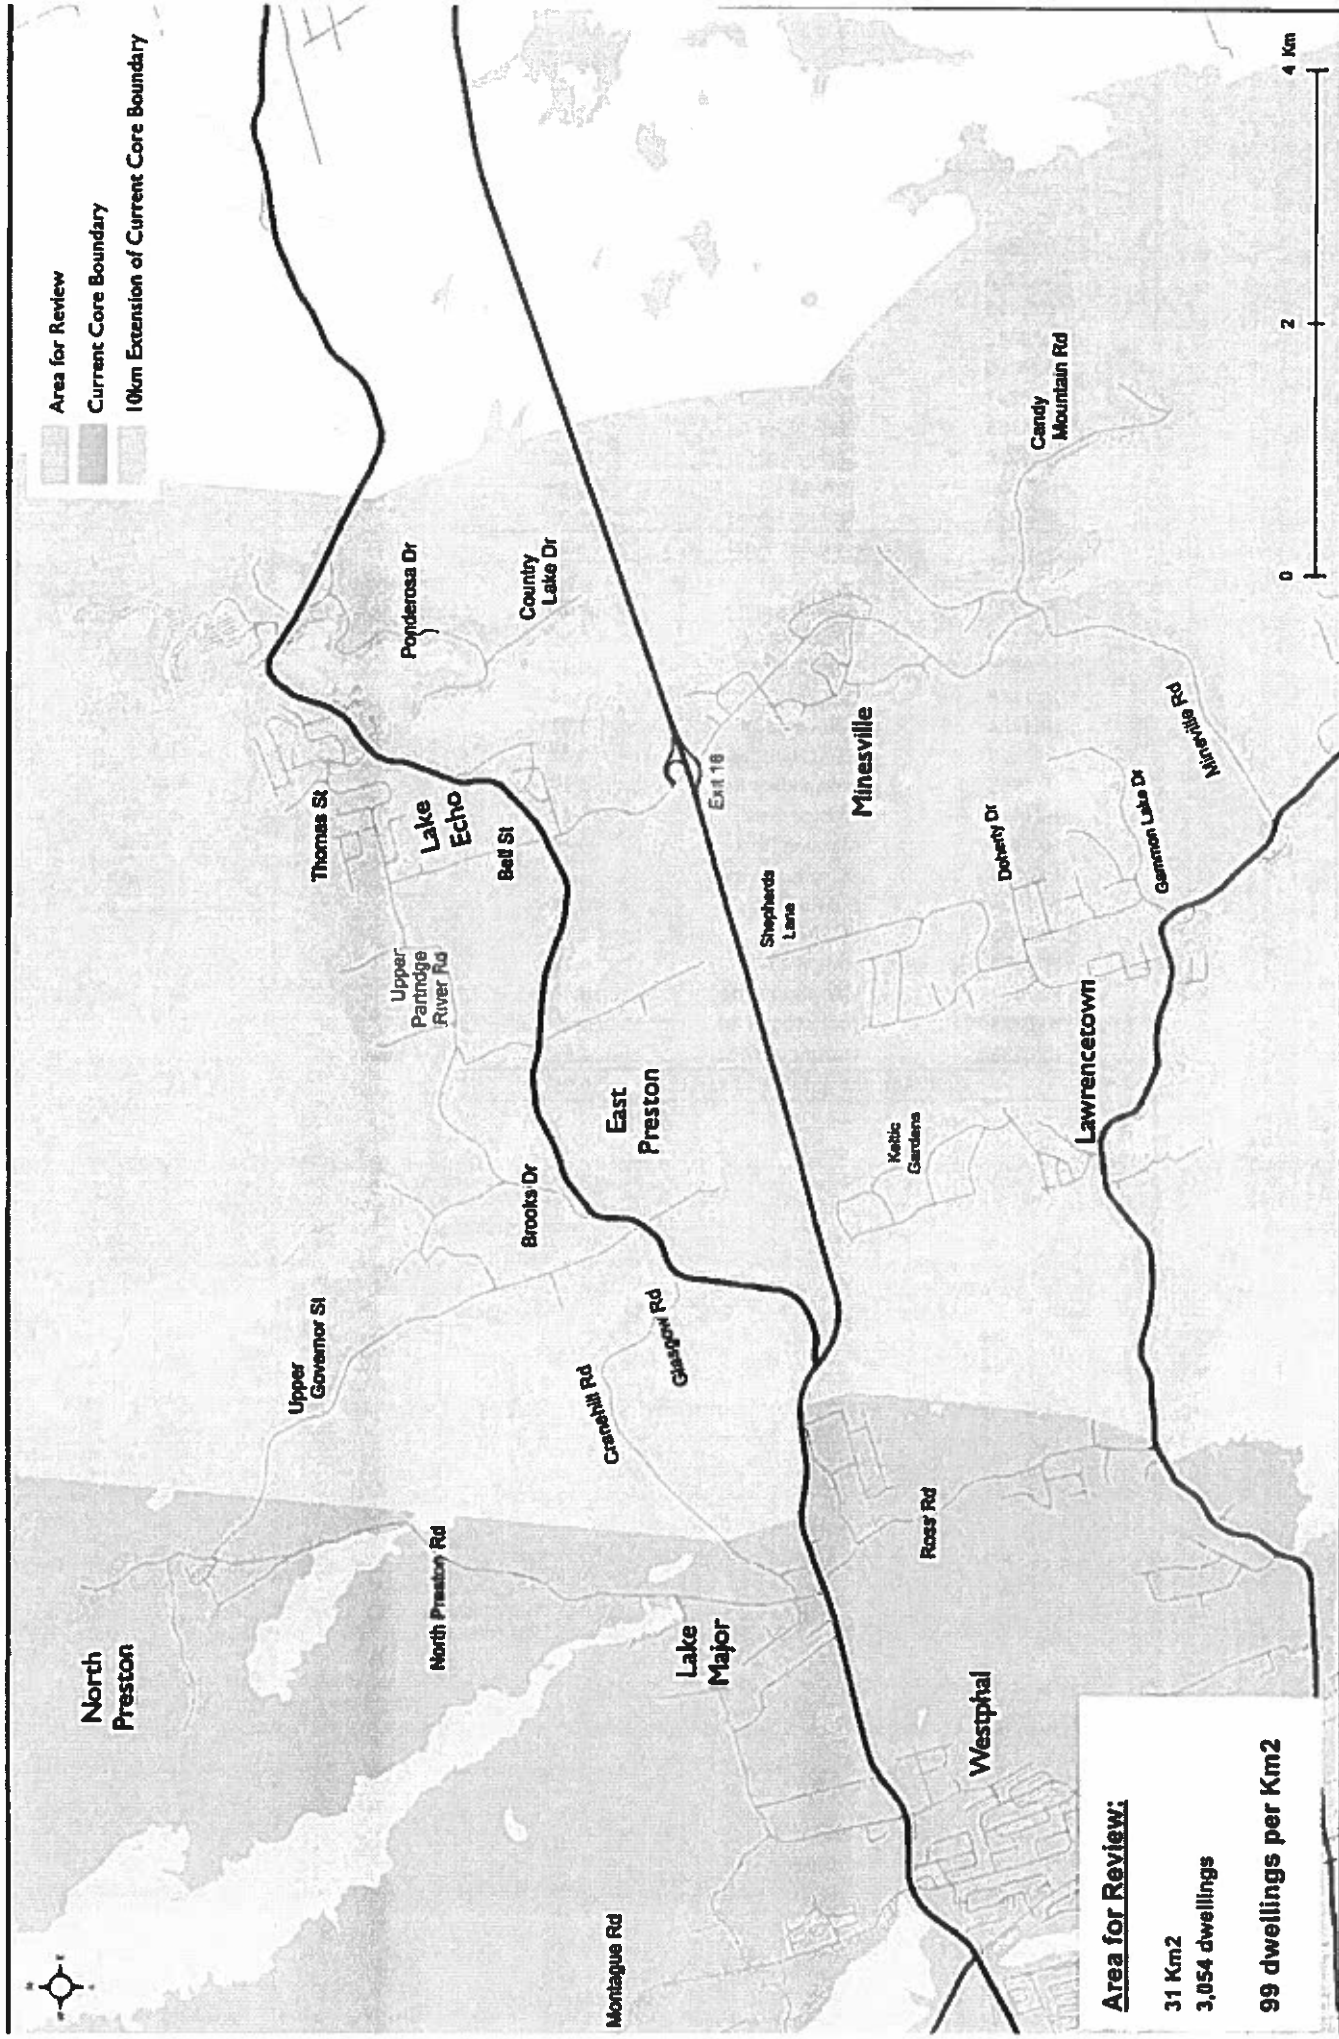 Area for Review
Current Core Boundary
10km Extension of Current Core Boundary
North
Preston
Upper
Governor St
Thomas St
Upper
Partridge
River Rd
Lake
Echo
Bell St
Ponderosa Dr
Country
Lake Dr
North Preston Rd
Brooks Dr
East
Preston
Montague Rd
Cranehill Rd
Glasgow Rd
Lake
Major
Exit 18
Shepherds
Lane
Minesville
Keltic
Gardens
Ross Rd
Westphal
Doherty Dr
Candy
Mountain Rd
Lawrencetown
Gammon Lake Dr
Mineville Rd
Area for Review:
31 Km2
3,054 dwellings
99 dwellings per Km2
0
2
4 Km